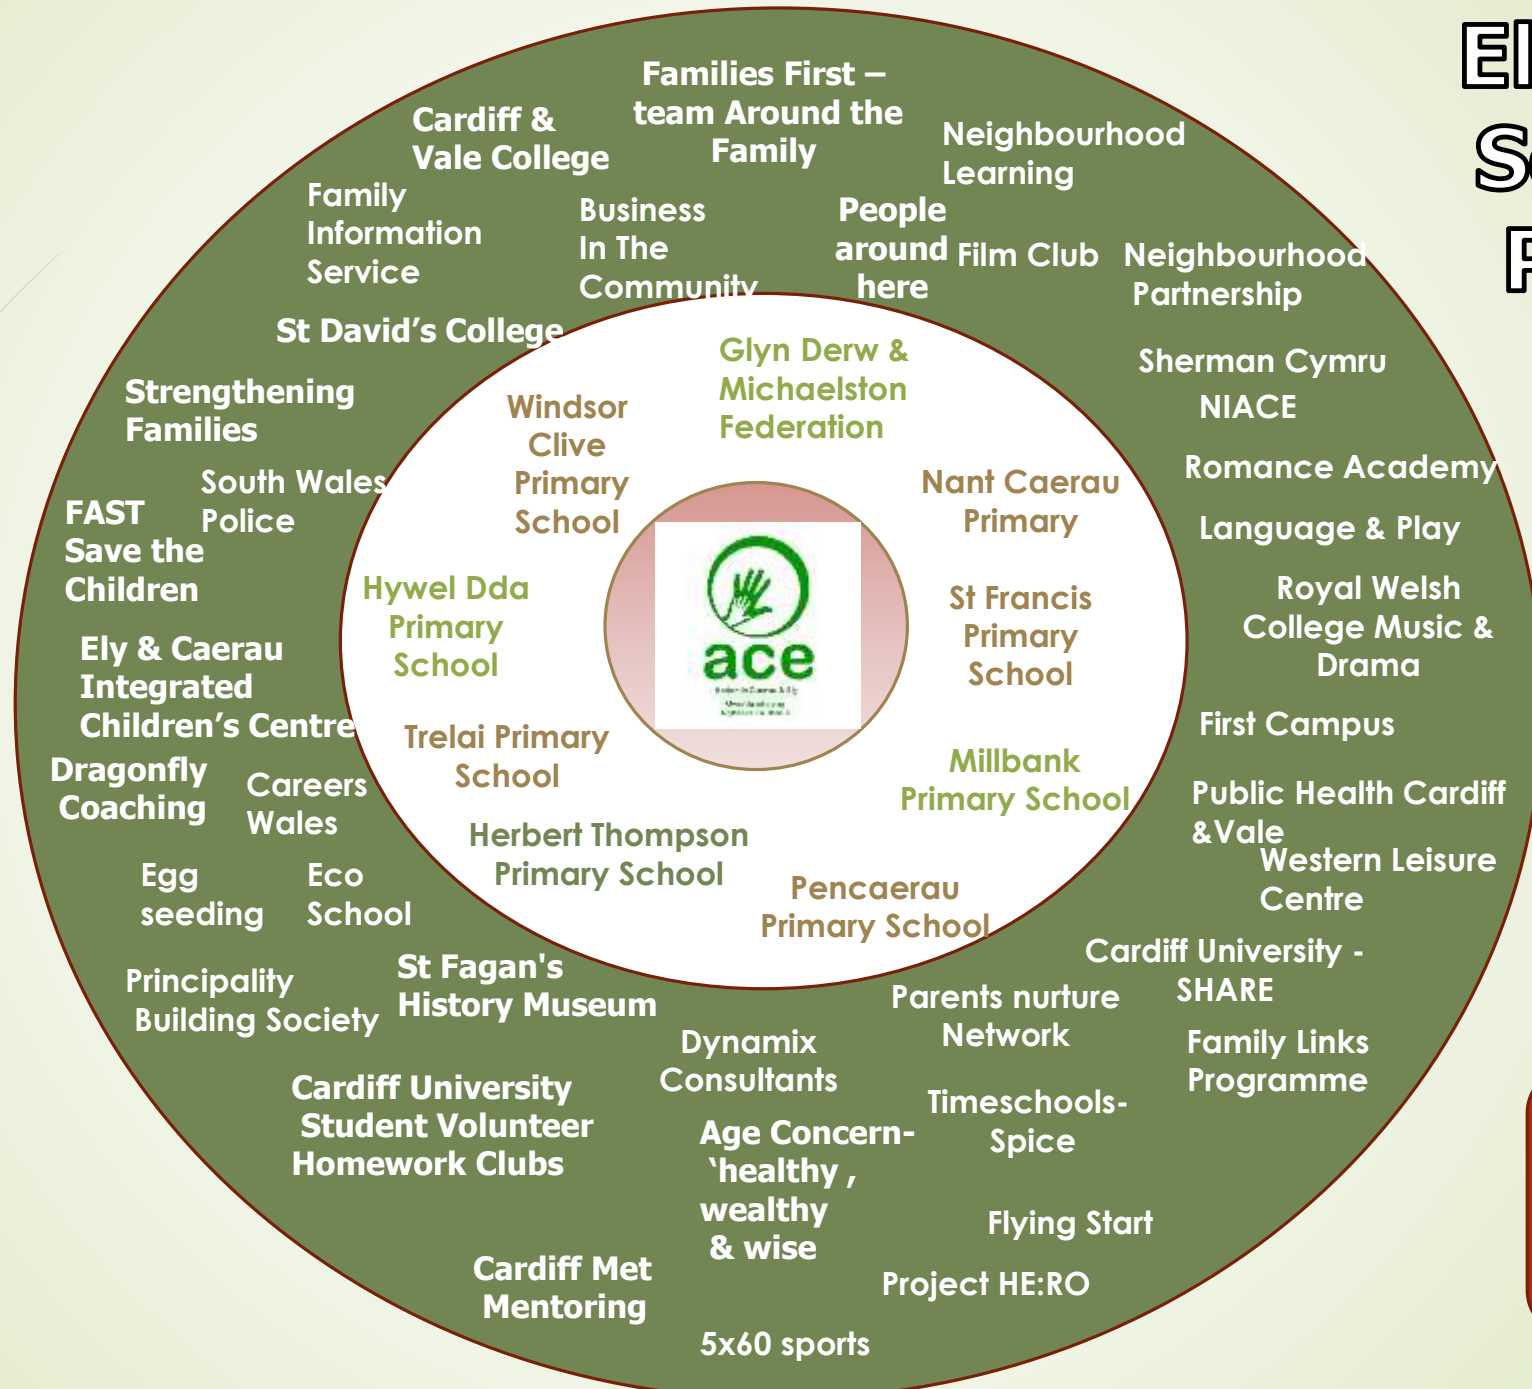 Families First –
team Around the
Family
Cardiff &
Vale College
Neighbourhood
Learning
Family
Information
Service
Business
In The
Community
People
around
here
Film Club
Neighbourhood
Partnership
St David’s College
Sherman Cymru
NIACE
Strengthening
Families
Romance Academy
South Wales
Police
FAST
Save the
Children
Language & Play
Royal Welsh
College Music &
Drama
Ely & Caerau
Integrated
Children’s Centre
First Campus
Dragonfly
Coaching
Careers
Wales
Public Health Cardiff
&Vale
Western Leisure
Centre
Egg
seeding
Eco
School
Cardiff University -
SHARE
Principality
Building Society
St Fagan's
History Museum
Parents nurture
Network
Family Links
Programme
Dynamix
Consultants
Cardiff University
Student Volunteer
Homework Clubs
Timeschools-
Spice
Age Concern-
‘healthy ,
wealthy
& wise
Flying Start
Cardiff Met
Mentoring
Project HE:RO
5x60 sports
Glyn Derw &
Michaelston
Federation
Windsor
Clive
Primary
School
Nant Caerau
Primary
Hywel Dda
Primary
School
St Francis
Primary
School
Trelai Primary
School
Millbank
Primary School
Herbert Thompson
Primary School
Pencaerau
Primary School
ace